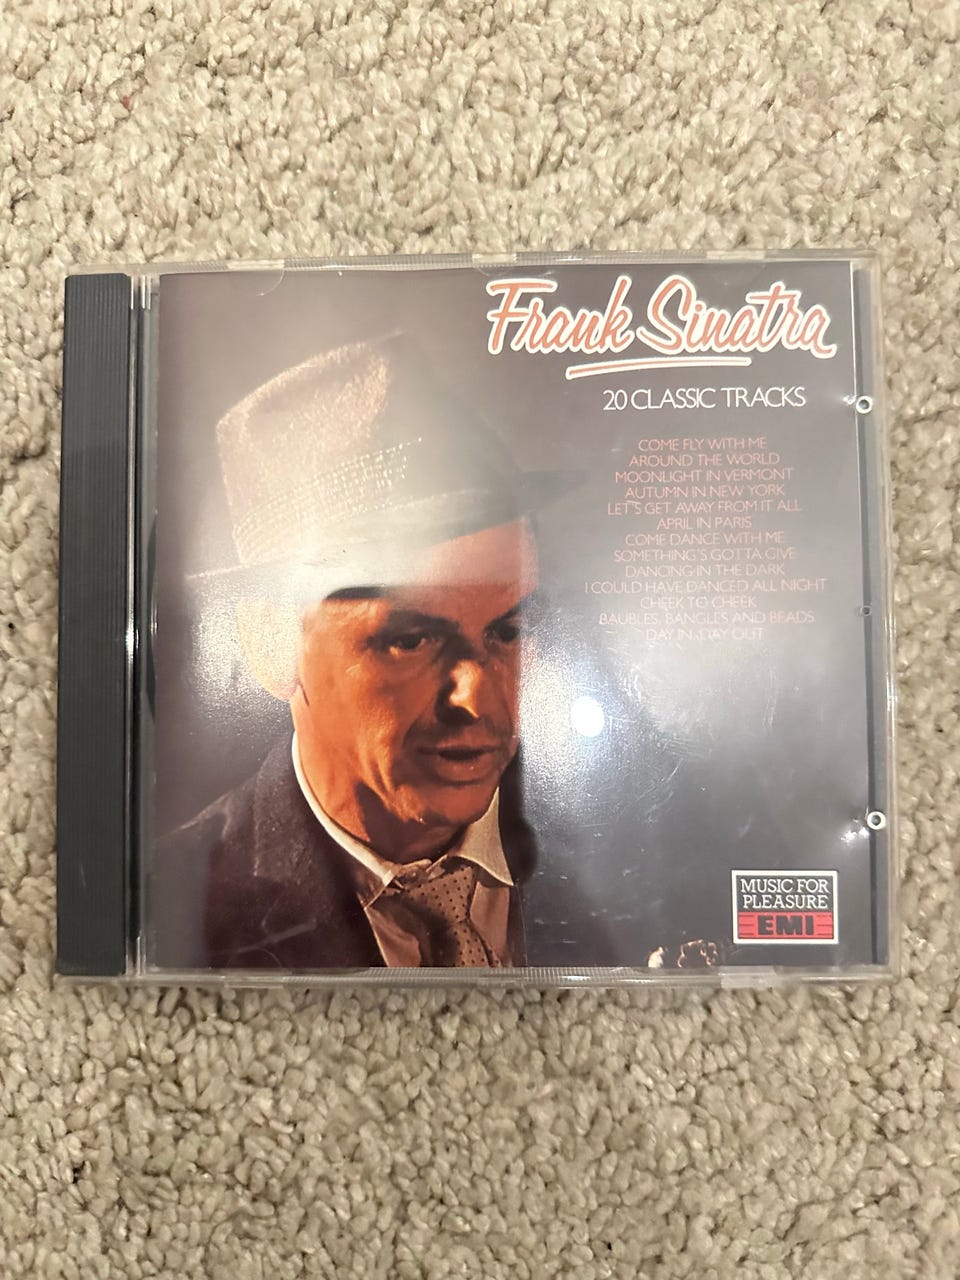 Frank Sinatra
20 CLASSIC TRACKS
COME FLY WITH ME
AROUND THE WORLD
MOONLIGHT IN VERMONT
AUTUMN IN NEW YORK
LET'S GET AWAY FROM IT ALL
APRIL IN PARIS
COME DANCE WITH ME
SOMETHING'S GOTTA GIVE
DANCING IN THE DARK
I COULD HAVE DANCED ALL NIGHT
CHEEK TO CHEEK
BAUBLES, BANGLES AND BEADS
DAY IN, DAY OUT
MUSIC FOR
PLEASURE
EMI